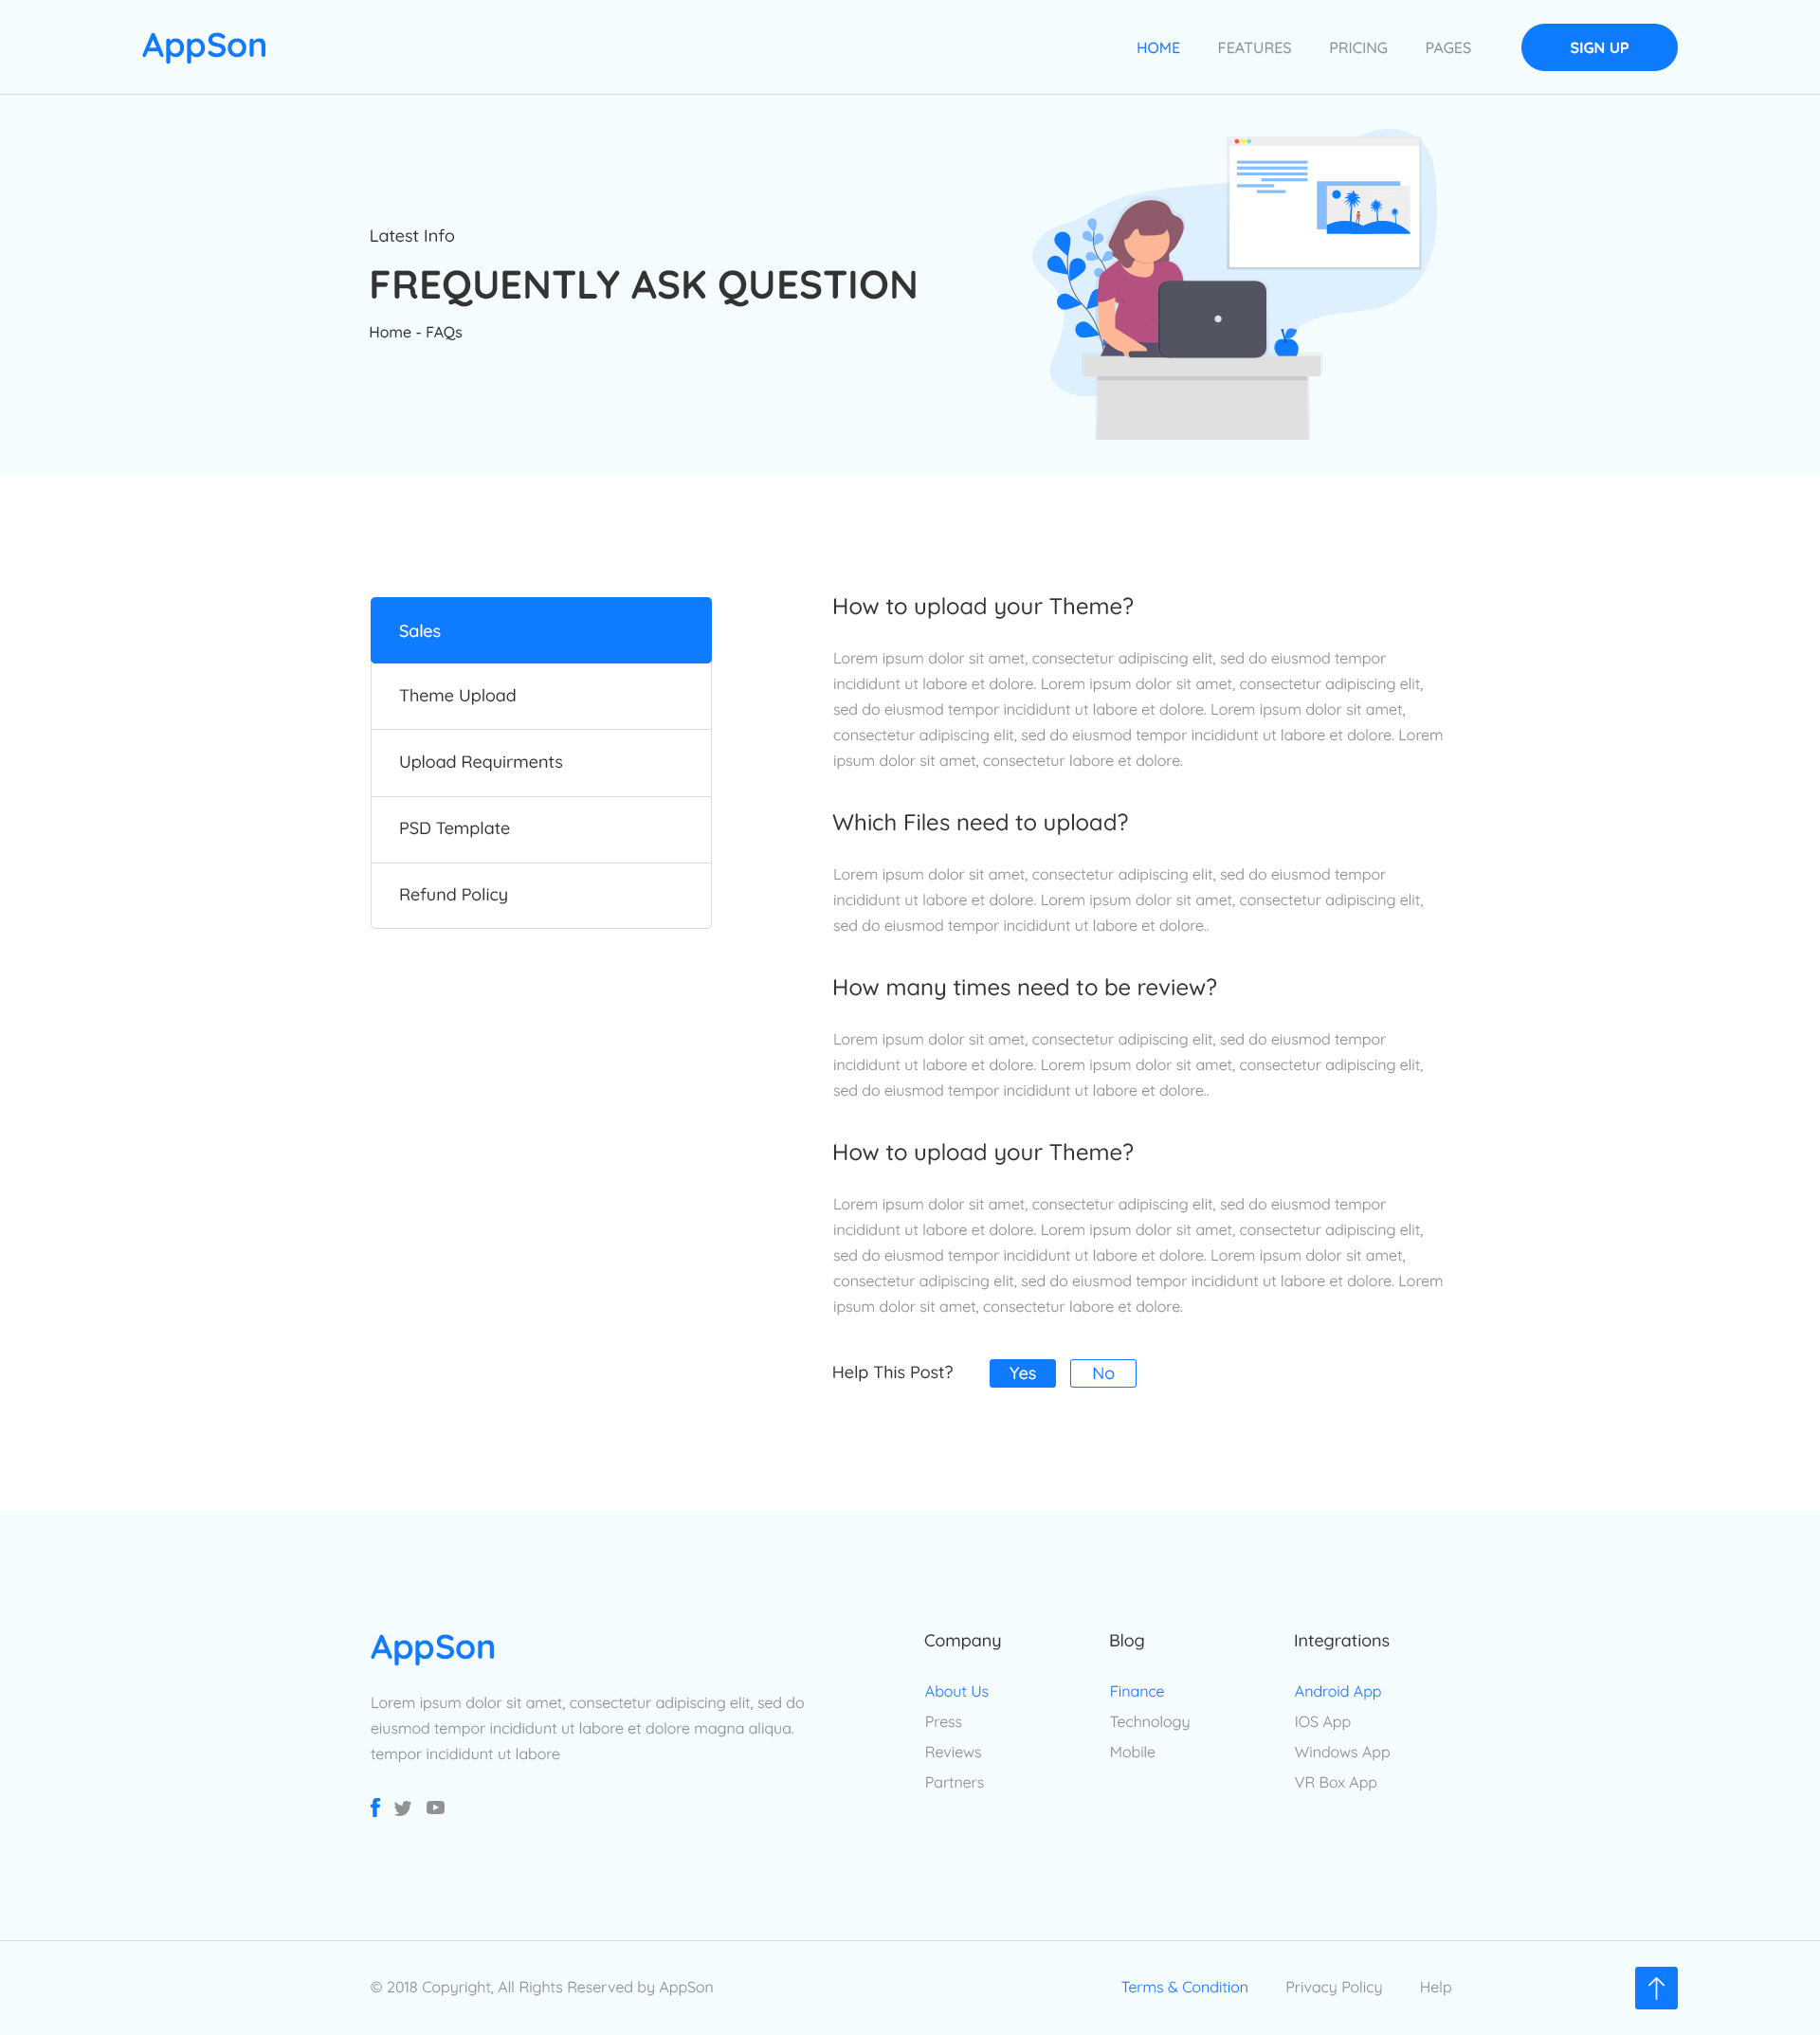 AppSon
HOME FEATURES PRICING PAGES SIGN UP
Latest Info
FREQUENTLY ASK QUESTION
Home - FAQs
Sales
Theme Upload
Upload Requirments
PSD Template
Refund Policy
How to upload your Theme?
Lorem ipsum dolor sit amet, consectetur adipiscing elit, sed do eiusmod tempor
incididunt ut labore et dolore. Lorem ipsum dolor sit amet, consectetur adipiscing elit,
sed do eiusmod tempor incididunt ut labore et dolore. Lorem ipsum dolor sit amet,
consectetur adipiscing elit, sed do eiusmod tempor incididunt ut labore et dolore. Lorem
ipsum dolor sit amet, consectetur labore et dolore.
Which Files need to upload?
Lorem ipsum dolor sit amet, consectetur adipiscing elit, sed do eiusmod tempor
incididunt ut labore et dolore. Lorem ipsum dolor sit amet, consectetur adipiscing elit,
sed do eiusmod tempor incididunt ut labore et dolore..
How many times need to be review?
Lorem ipsum dolor sit amet, consectetur adipiscing elit, sed do eiusmod tempor
incididunt ut labore et dolore. Lorem ipsum dolor sit amet, consectetur adipiscing elit,
sed do eiusmod tempor incididunt ut labore et dolore..
How to upload your Theme?
Lorem ipsum dolor sit amet, consectetur adipiscing elit, sed do eiusmod tempor
incididunt ut labore et dolore. Lorem ipsum dolor sit amet, consectetur adipiscing elit,
sed do eiusmod tempor incididunt ut labore et dolore. Lorem ipsum dolor sit amet,
consectetur adipiscing elit, sed do eiusmod tempor incididunt ut labore et dolore. Lorem
ipsum dolor sit amet, consectetur labore et dolore.
Help This Post? Yes No
AppSon
Lorem ipsum dolor sit amet, consectetur adipiscing elit, sed do
eiusmod tempor incididunt ut labore et dolore magna aliqua.
tempor incididunt ut labore
Company
About Us
Press
Reviews
Partners
Blog
Finance
Technology
Mobile
Integrations
Android App
IOS App
Windows App
VR Box App
© 2018 Copyright, All Rights Reserved by AppSon
Terms & Condition Privacy Policy Help